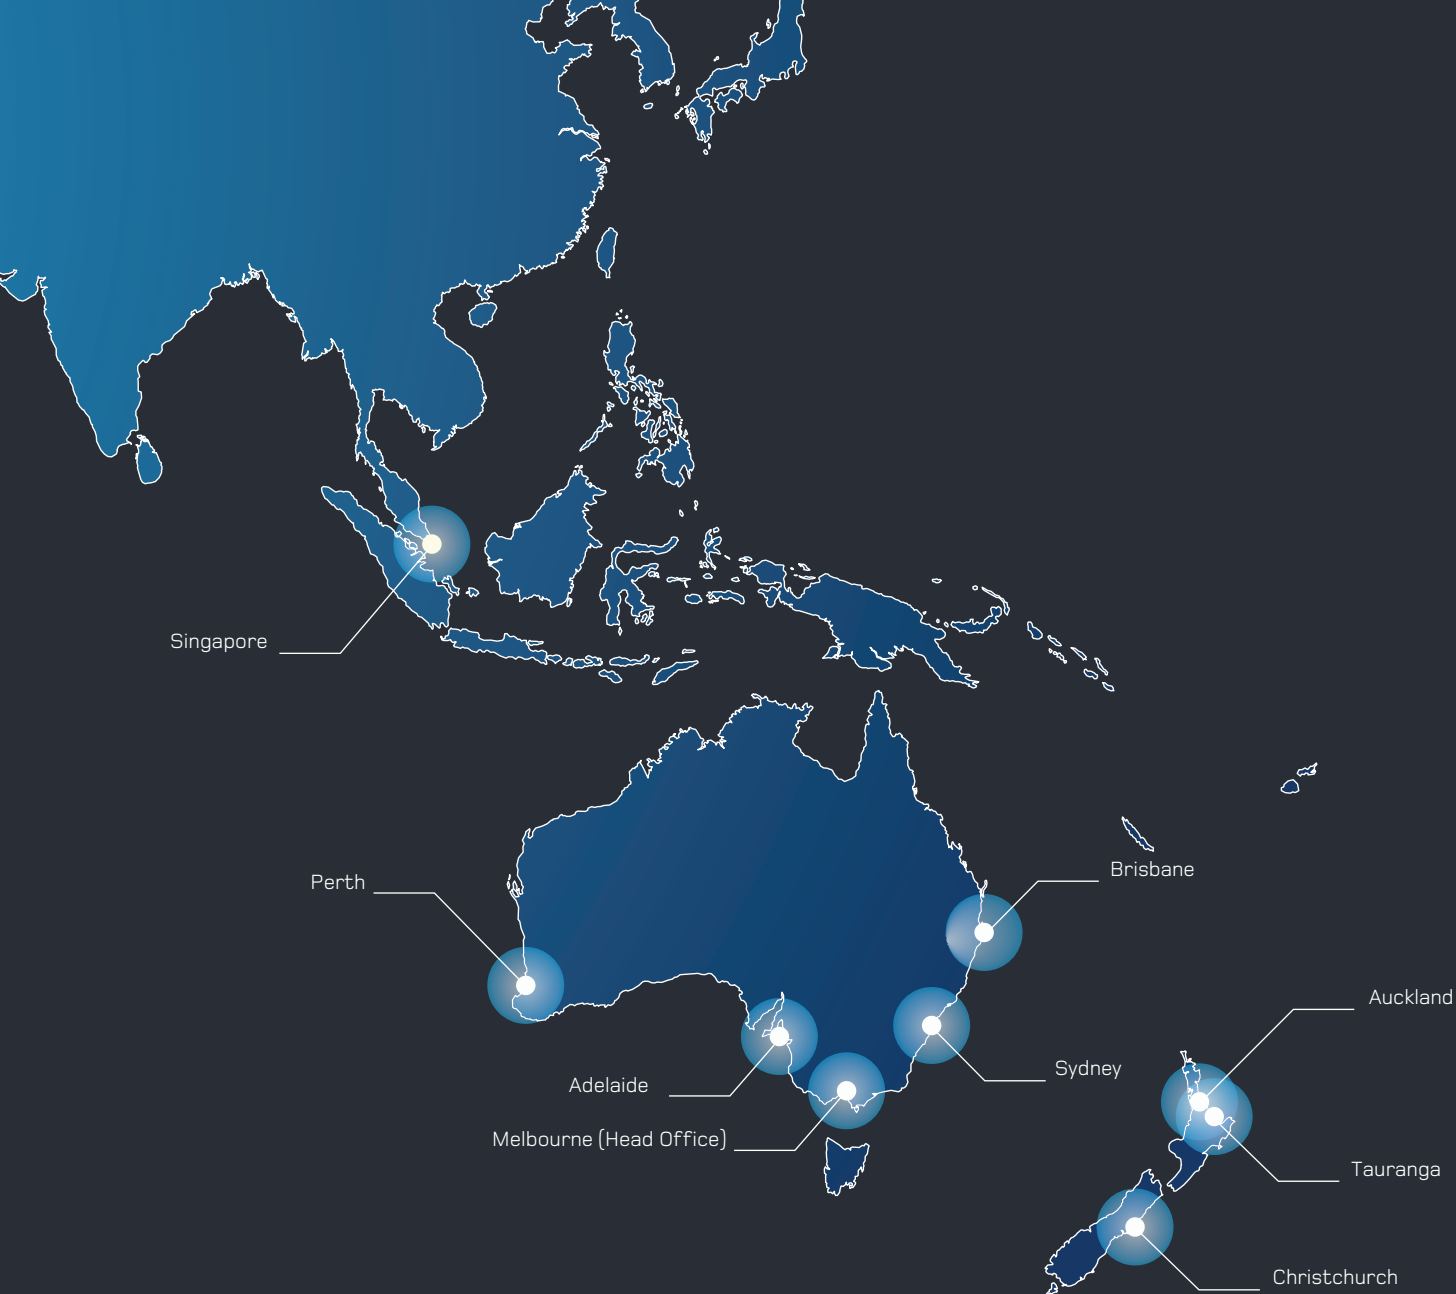 Singapore
Brisbane
Perth
Auckland
Sydney
Adelaide
Melbourne (Head Office)
Tauranga
Christchurch